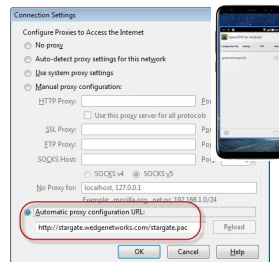 Connection Settings
Configure Proxies to Access the Internet
No proxy
Auto-detect proxy settings for this network
Use system proxy settings
Manual proxy configuration:
HTTP Proxy:
Use this proxy server for all protocols
SSL Proxy:
FTP Proxy:
SOCKS Host:
SOCKS v4 SOCKS v5
No Proxy for: localhost, 127.0.0.1
Example: .mozilla.org, .net.nz, 192.168.1.0/24
Automatic proxy configuration URL:
http://stargate.wedgenetworks.com/stargate.pac
Reload
OK Cancel Help
OpenVPN for Android